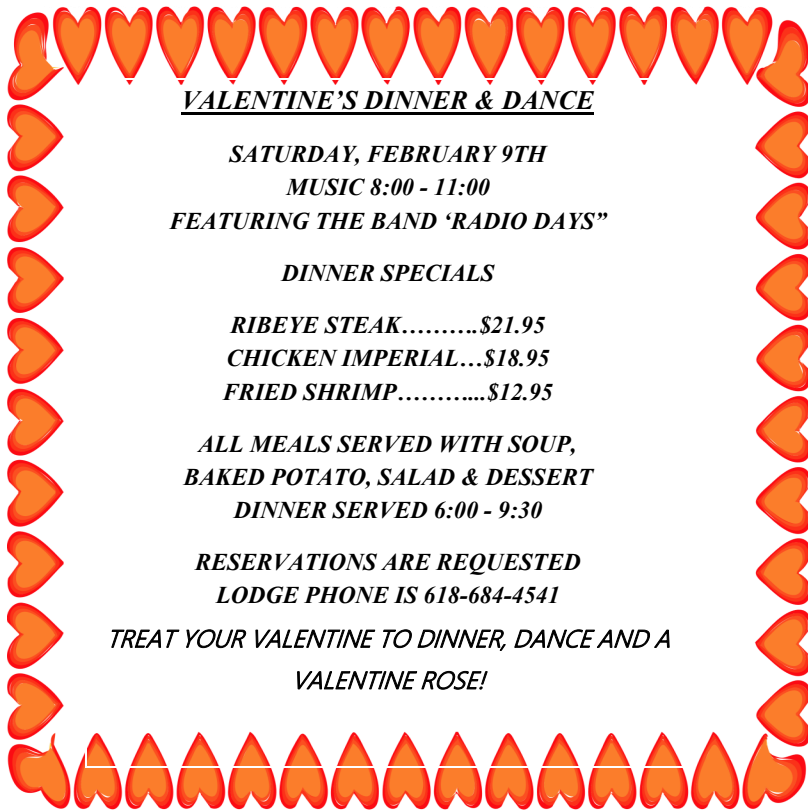 VALENTINE’S DINNER & DANCE
SATURDAY, FEBRUARY 9TH
MUSIC 8:00 - 11:00
FEATURING THE BAND ‘RADIO DAYS”
DINNER SPECIALS
RIBEYE STEAK……….$21.95
CHICKEN IMPERIAL…$18.95
FRIED SHRIMP………...$12.95
ALL MEALS SERVED WITH SOUP,
BAKED POTATO, SALAD & DESSERT
DINNER SERVED 6:00 - 9:30
RESERVATIONS ARE REQUESTED
LODGE PHONE IS 618-684-4541
TREAT YOUR VALENTINE TO DINNER, DANCE AND A
VALENTINE ROSE!